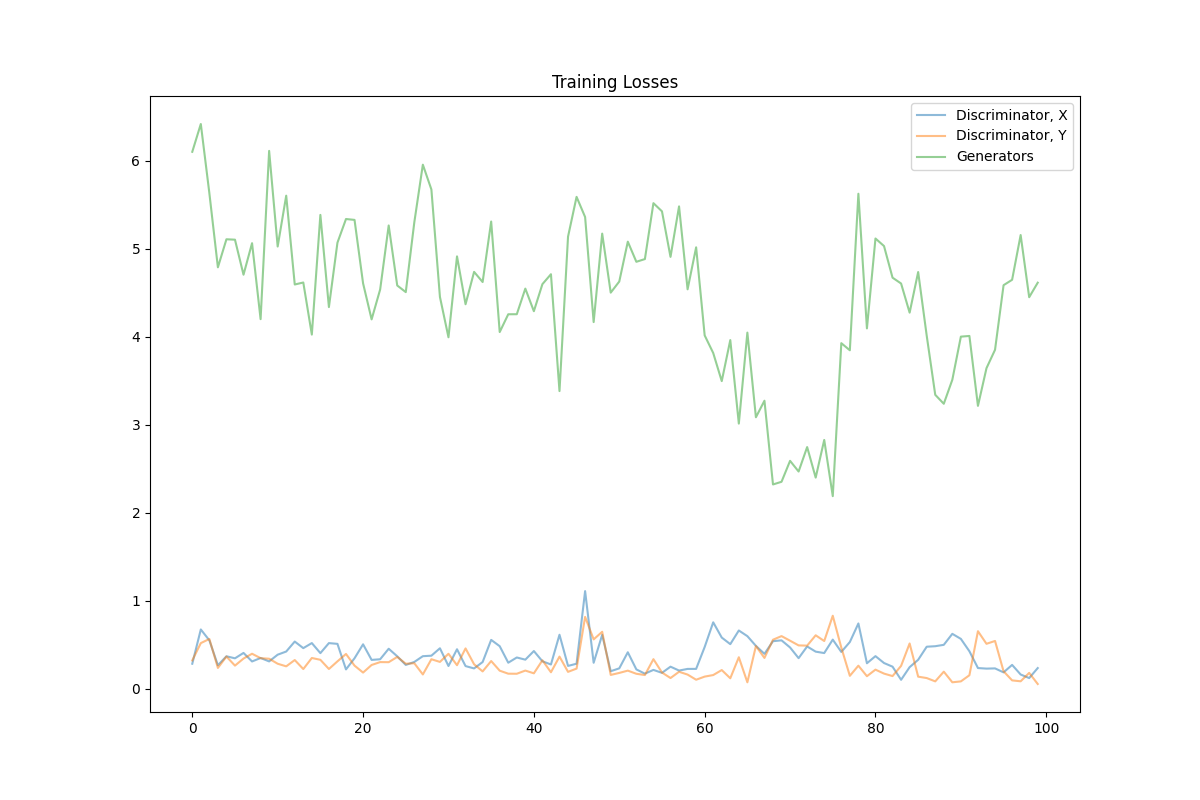 Training Losses
Discriminator, X
Discriminator, Y
Generators
6
5
4
3
2
1
0
0 20 40 60 80 100